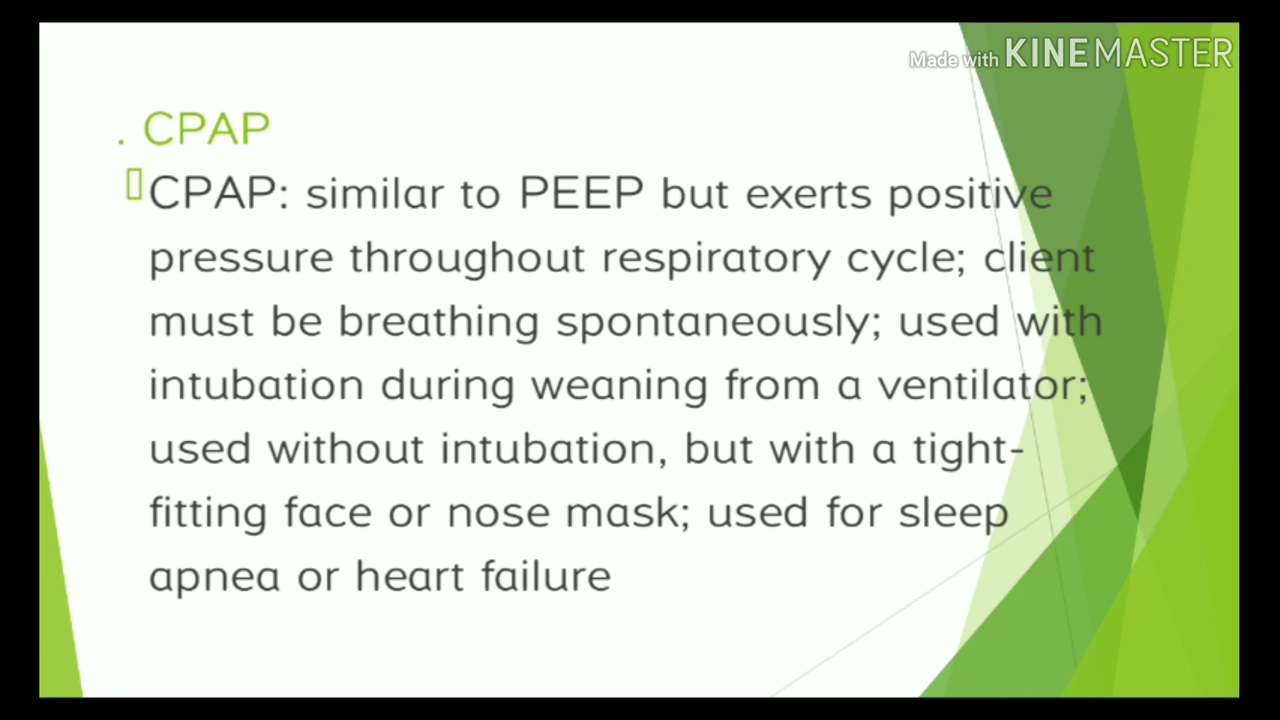 Made with KINEMASTER
. CPAP
CPAP: similar to PEEP but exerts positive
pressure throughout respiratory cycle; client
must be breathing spontaneously; used with
intubation during weaning from a ventilator;
used without intubation, but with a tight-
fitting face or nose mask; used for sleep
apnea or heart failure